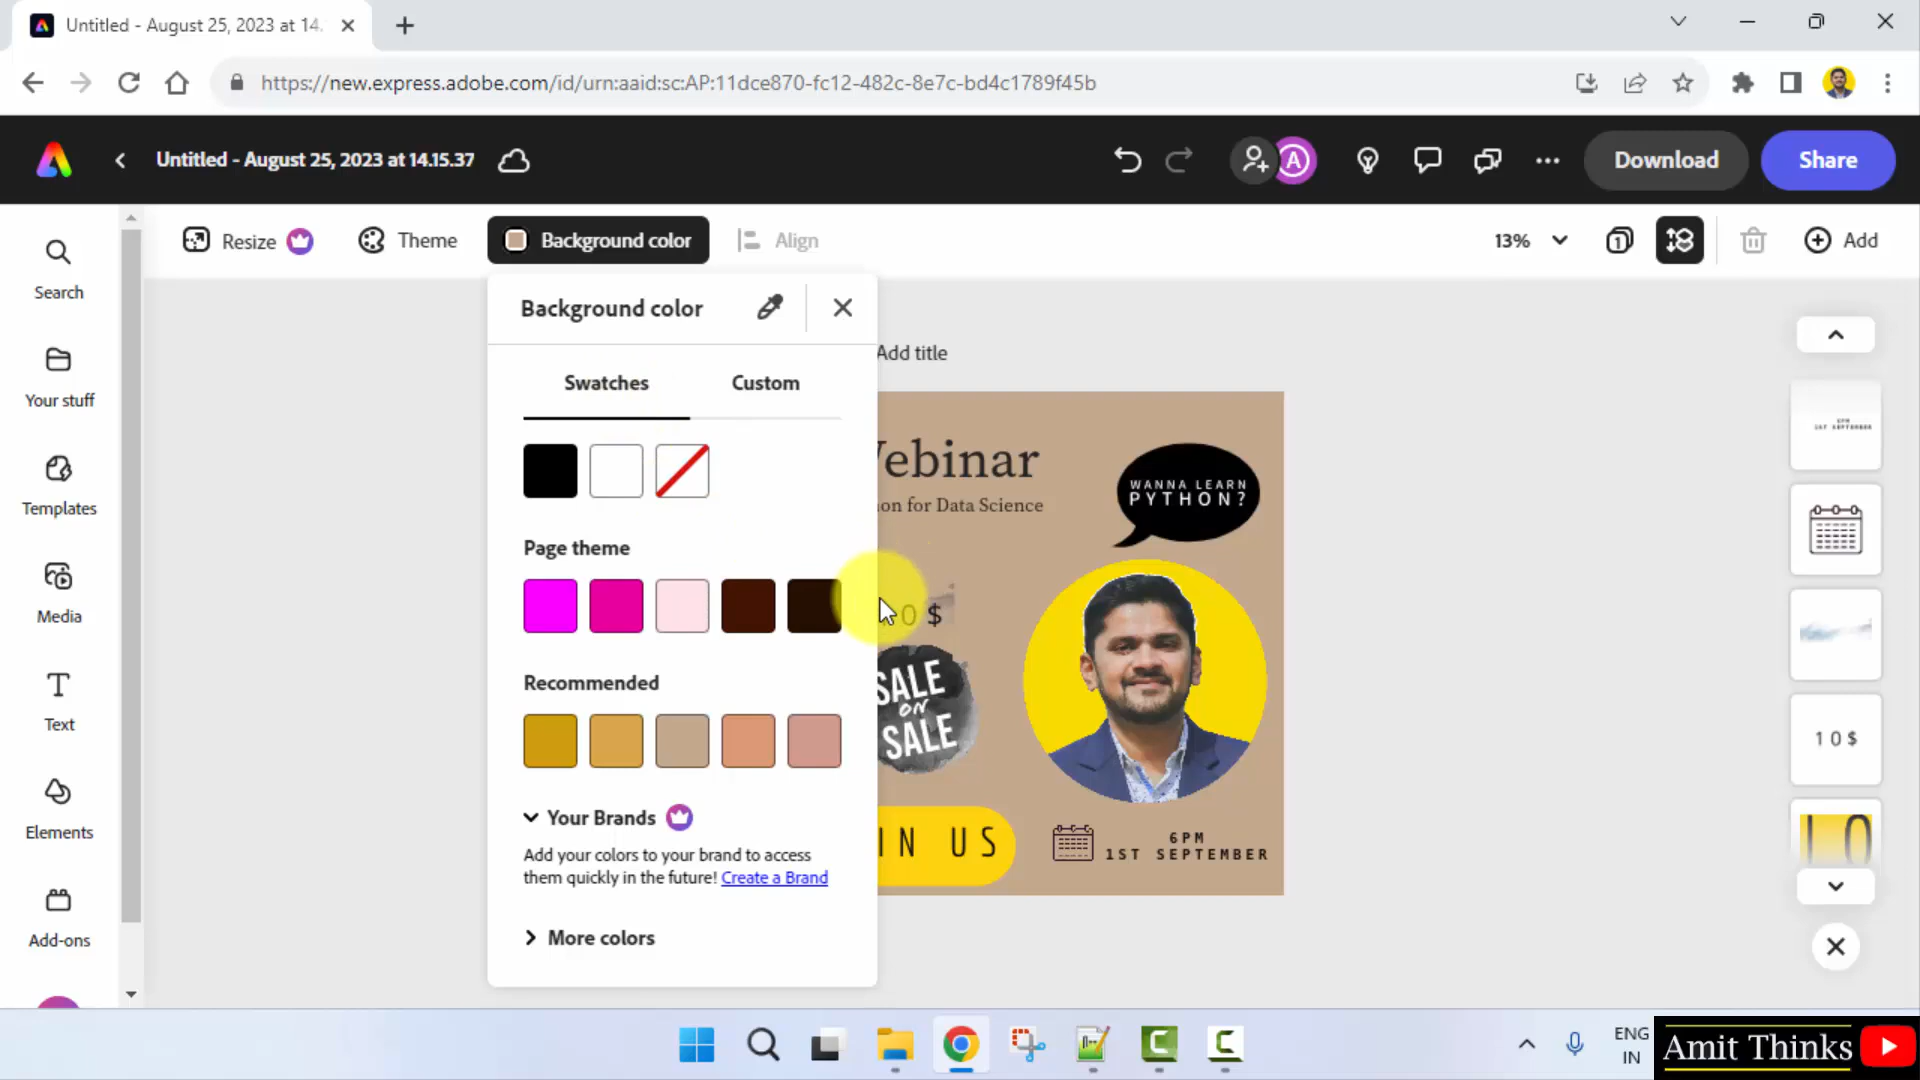 Untitled - August 25, 2023 at 14.
https://new.express.adobe.com/id/urn:aaid:sc:AP:11dce870-fc12-482c-8e7c-bd4c1789f45b
Untitled - August 25, 2023 at 14.15.37
A
Download
Share
Resize
Theme
Background color
Align
13%
1
Add
Search
Your stuff
Templates
Media
Text
Elements
Add-ons
Background color
Swatches
Custom
Page theme
Recommended
Your Brands
Add your colors to your brand to access
them quickly in the future! Create a Brand
More colors
Add title
Webinar
on for Data Science
WANNA LEARN
PYTHON?
0 $
SALE
ON
SALE
IN US
6PM
1ST SEPTEMBER
6PM
1ST SEPTEMBER
10$
ENG
IN
Amit Thinks